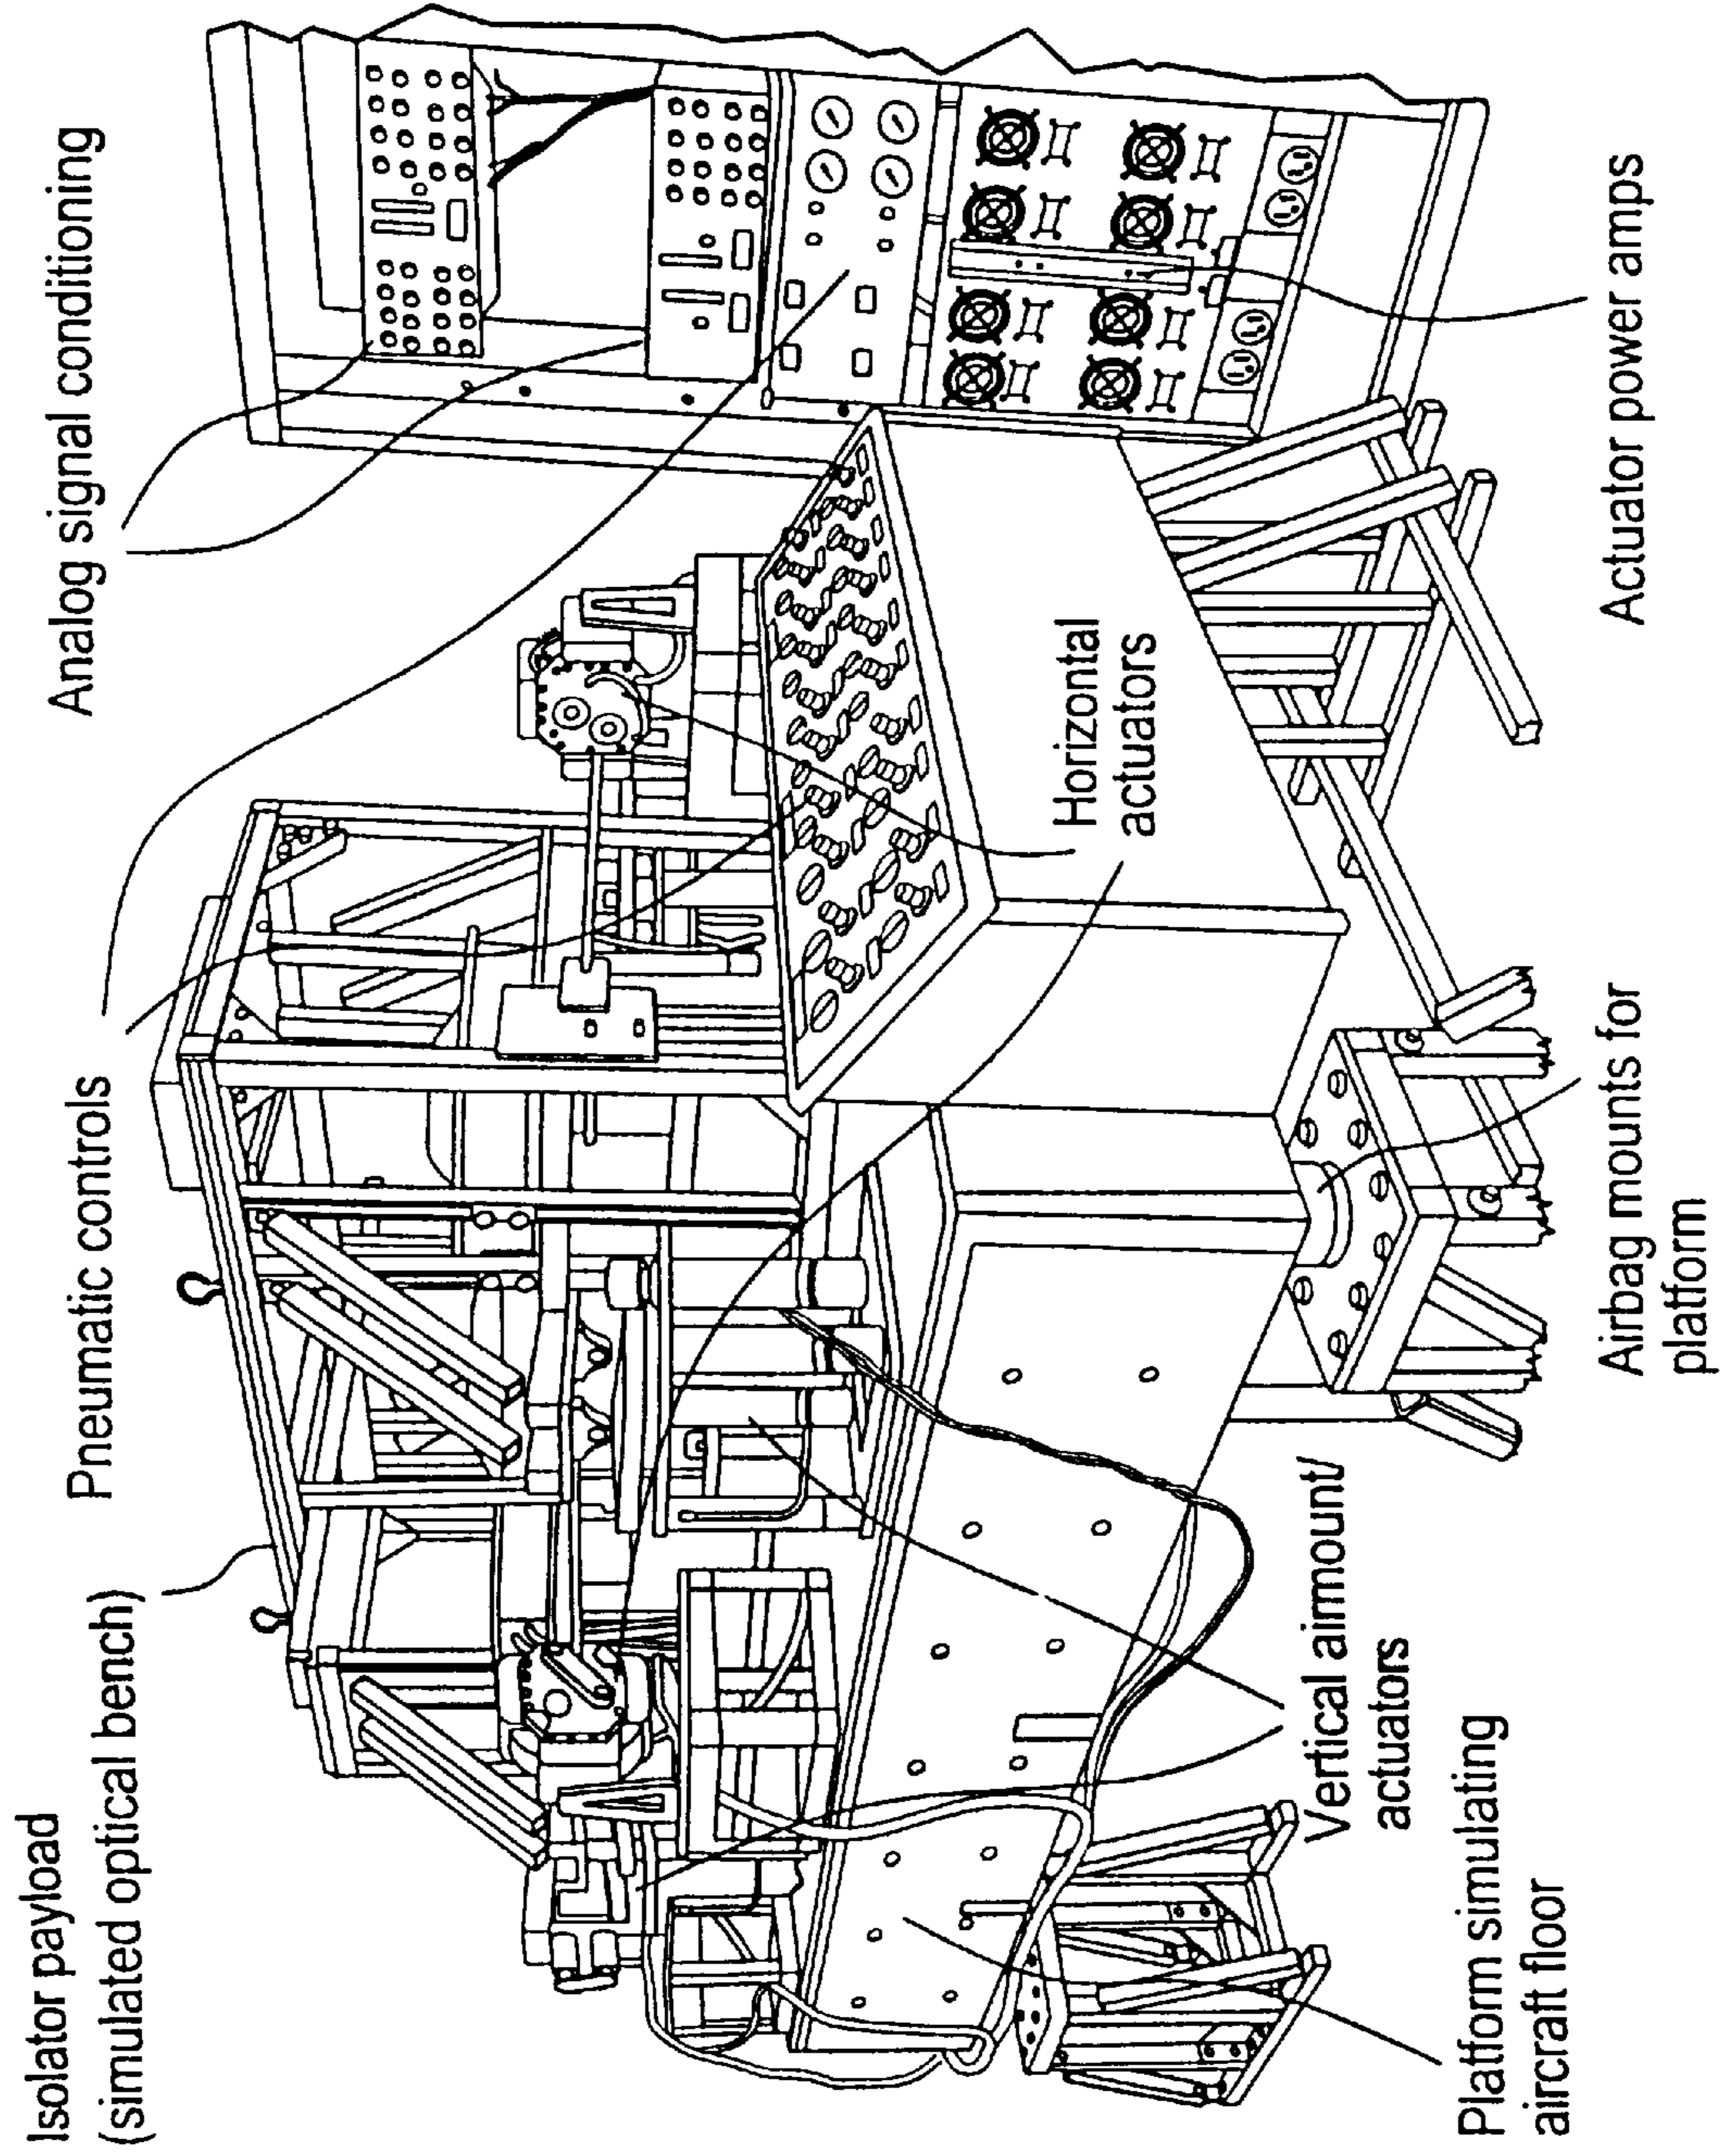 Isolator payload
(simulated optical bench)
Pneumatic controls
Analog signal conditioning
Horizontal
actuators
Vertical airmount/
actuators
Platform simulating
aircraft floor
Airbag mounts for
platform
Actuator power amps